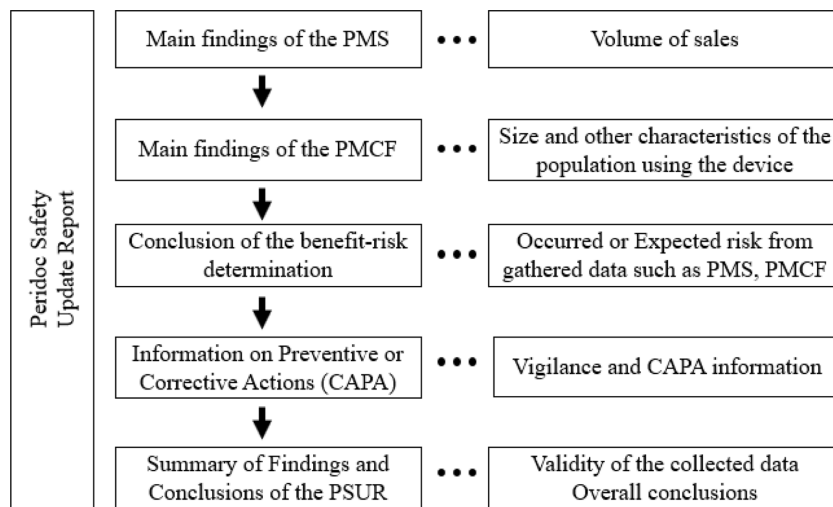 Peridoc Safety
Update Report
Main findings of the PMS
Volume of sales
Main findings of the PMCF
Size and other characteristics of the
population using the device
Conclusion of the benefit-risk
determination
Occurred or Expected risk from
gathered data such as PMS, PMCF
Information on Preventive or
Corrective Actions (CAPA)
Vigilance and CAPA information
Summary of Findings and
Conclusions of the PSUR
Validity of the collected data
Overall conclusions